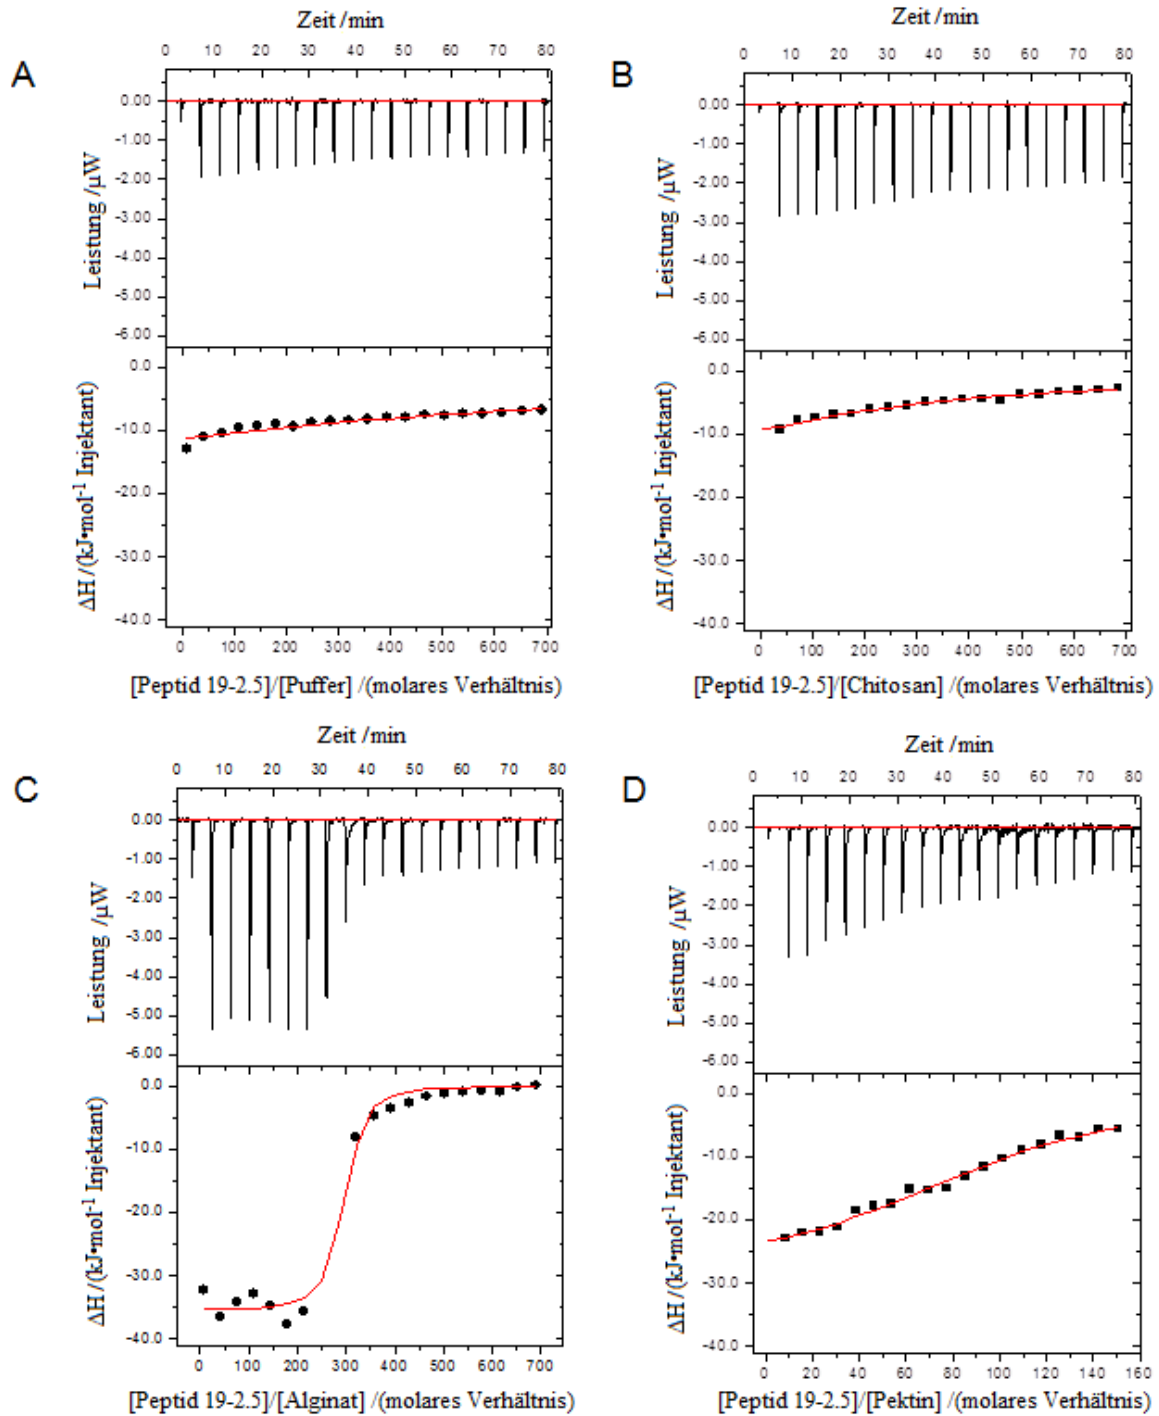 Zeit /min
0 10 20 30 40 50 60 70 80
A
0.00
-1.00
-2.00
-3.00
-4.00
-5.00
-6.00
Leistung /µW
0.0
-10.0
-20.0
-30.0
-40.0
ΔH/(kJ•mol⁻¹ Injektant)
0 100 200 300 400 500 600 700
[Peptid 19-2.5]/[Puffer] /(molares Verhältnis)
Zeit /min
0 10 20 30 40 50 60 70 80
B
0.00
-1.00
-2.00
-3.00
-4.00
-5.00
-6.00
Leistung /µW
0.0
-10.0
-20.0
-30.0
-40.0
ΔH/(kJ•mol⁻¹ Injektant)
0 100 200 300 400 500 600 700
[Peptid 19-2.5]/[Chitosan] /(molares Verhältnis)
Zeit /min
0 10 20 30 40 50 60 70 80
C
0.00
-1.00
-2.00
-3.00
-4.00
-5.00
-6.00
Leistung /µW
0.0
-10.0
-20.0
-30.0
-40.0
ΔH/(kJ•mol⁻¹ Injektant)
0 100 200 300 400 500 600 700
[Peptid 19-2.5]/[Alginat] /(molares Verhältnis)
Zeit /min
0 10 20 30 40 50 60 70 80
D
0.00
-1.00
-2.00
-3.00
-4.00
-5.00
-6.00
Leistung /µW
0.0
-10.0
-20.0
-30.0
-40.0
ΔH/(kJ•mol⁻¹ Injektant)
0 20 40 60 80 100 120 140 160
[Peptid 19-2.5]/[Pektin] /(molares Verhältnis)